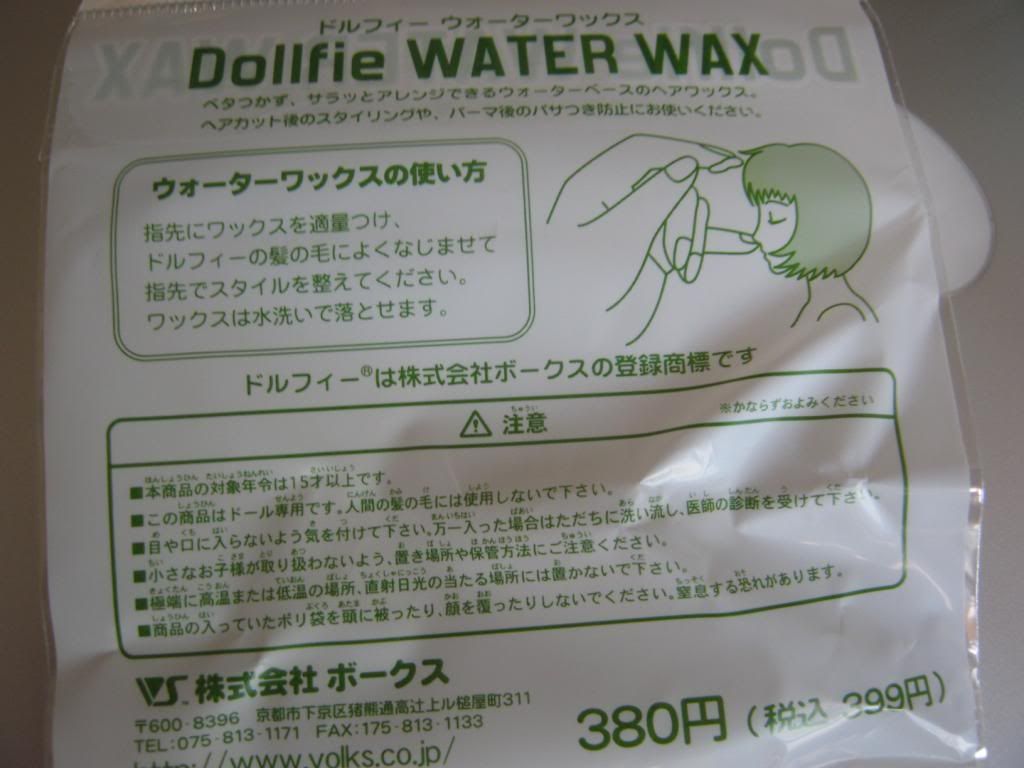 ドルフィー ウォーターワックス
Dollfie WATER WAX
ベタつかず、サラッとアレンジできるウォーターベースのヘアワックス。
ヘアカット後のスタイリングや、パーマ後のパサつき防止にお使いください。
ウォーターワックスの使い方
指先にワックスを適量つけ、
ドルフィーの髪の毛によくなじませて
指先でスタイルを整えてください。
ワックスは水洗いで落とせます。
ドルフィー®は株式会社ボークスの登録商標です
注意
※かならずおよみください
■本商品の対象年令は15才以上です。
■この商品はドール専用です。人間の髪の毛には使用しないで下さい。
■目や口に入らないよう気を付けて下さい。万一入った場合はただちに洗い流し、医師の診断を受けて下さい。
■小さなお子様が取り扱わないよう、置き場所や保管方法にご注意ください。
■極端に高温または低温の場所、直射日光の当たる場所には置かないで下さい。
■商品の入っていたポリ袋を頭に被ったり、顔を覆ったりしないでください。窒息する恐れがあります。
VS™ 株式会社 ボークス
〒600-8396 京都市下京区猪熊通高辻上ル槌屋町311
TEL:075-813-1171 FAX:075-813-1133
http://www.volks.co.jp/
380円（税込 399円）